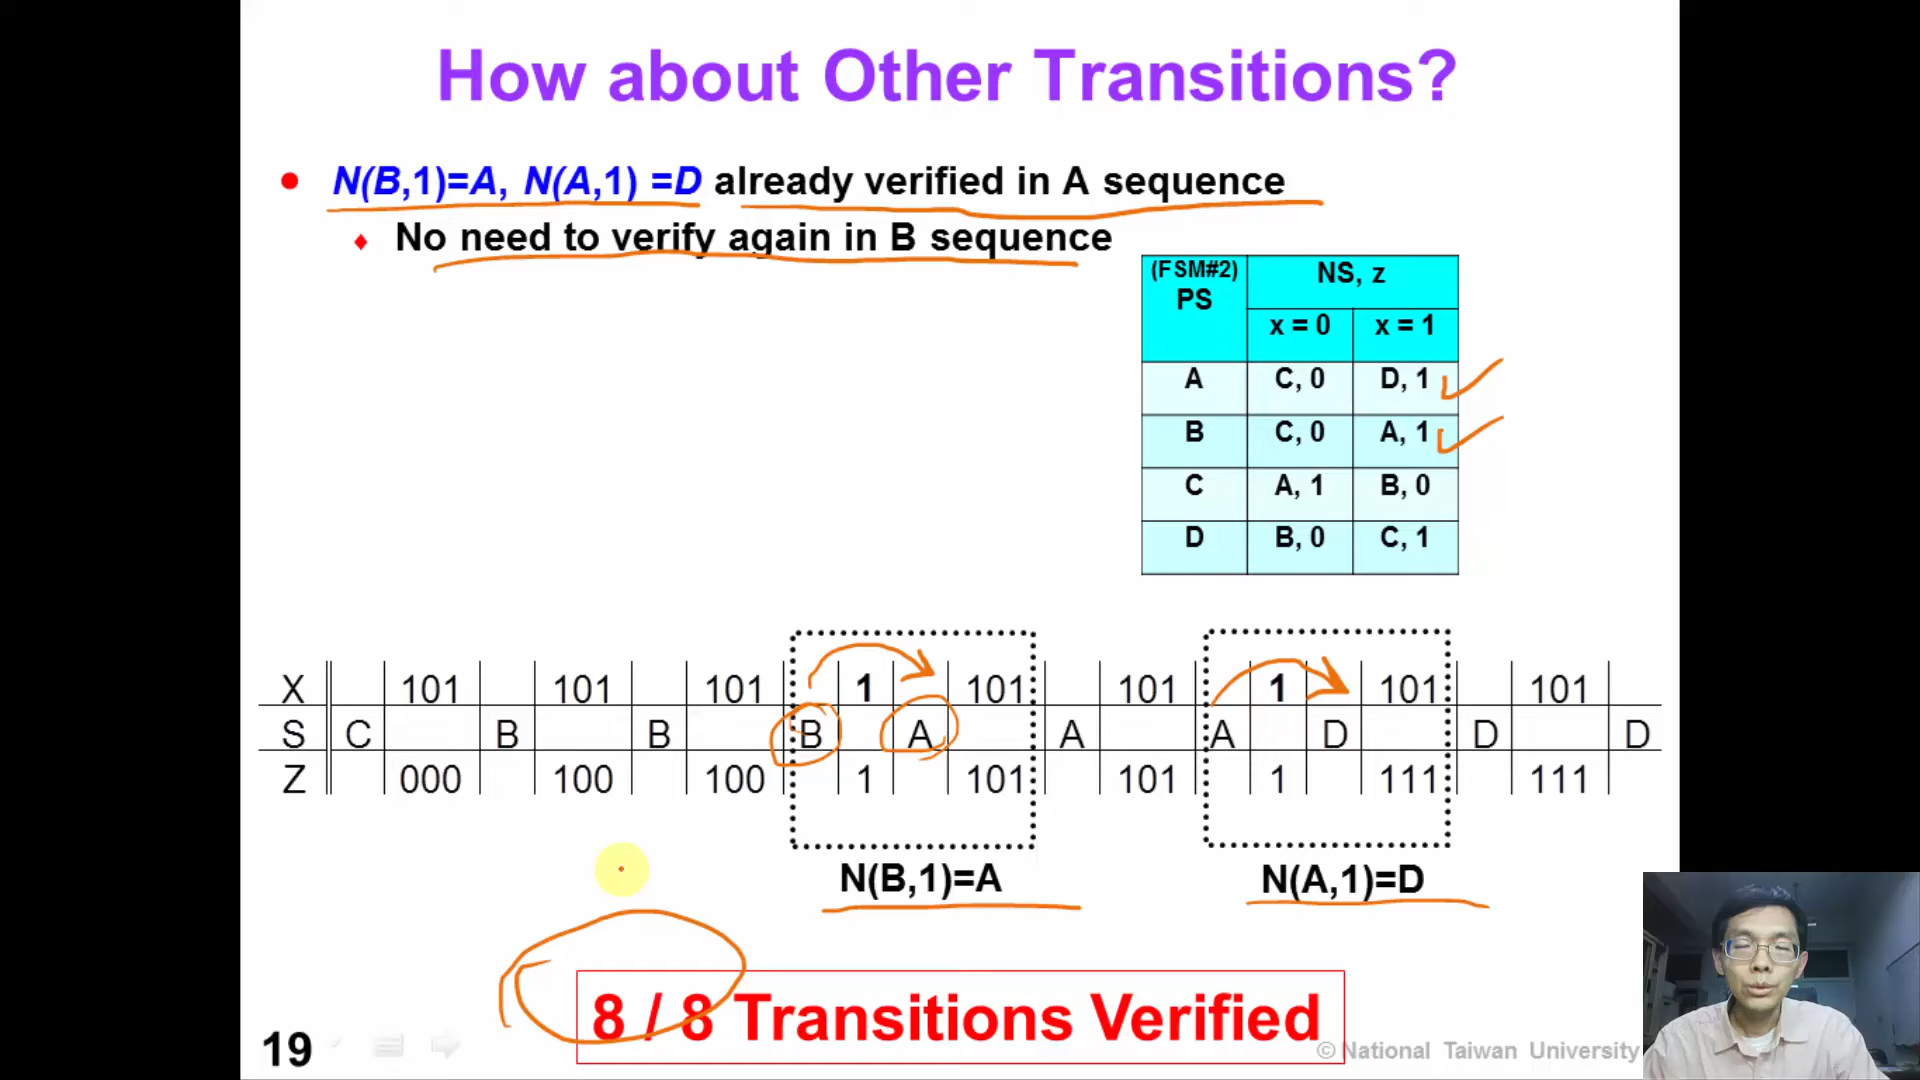 How about Other Transitions?
N(B,1)=A, N(A,1) =D already verified in A sequence
No need to verify again in B sequence
(FSM#2) PS NS, z
x = 0 x = 1
A C, 0 D, 1
B C, 0 A, 1
C A, 1 B, 0
D B, 0 C, 1
X 101 101 101 1 101 101 1 101 101
S C B B B A A A D D D
Z 000 100 100 1 101 101 1 111 111
N(B,1)=A N(A,1)=D
8 / 8 Transitions Verified
19
© National Taiwan University